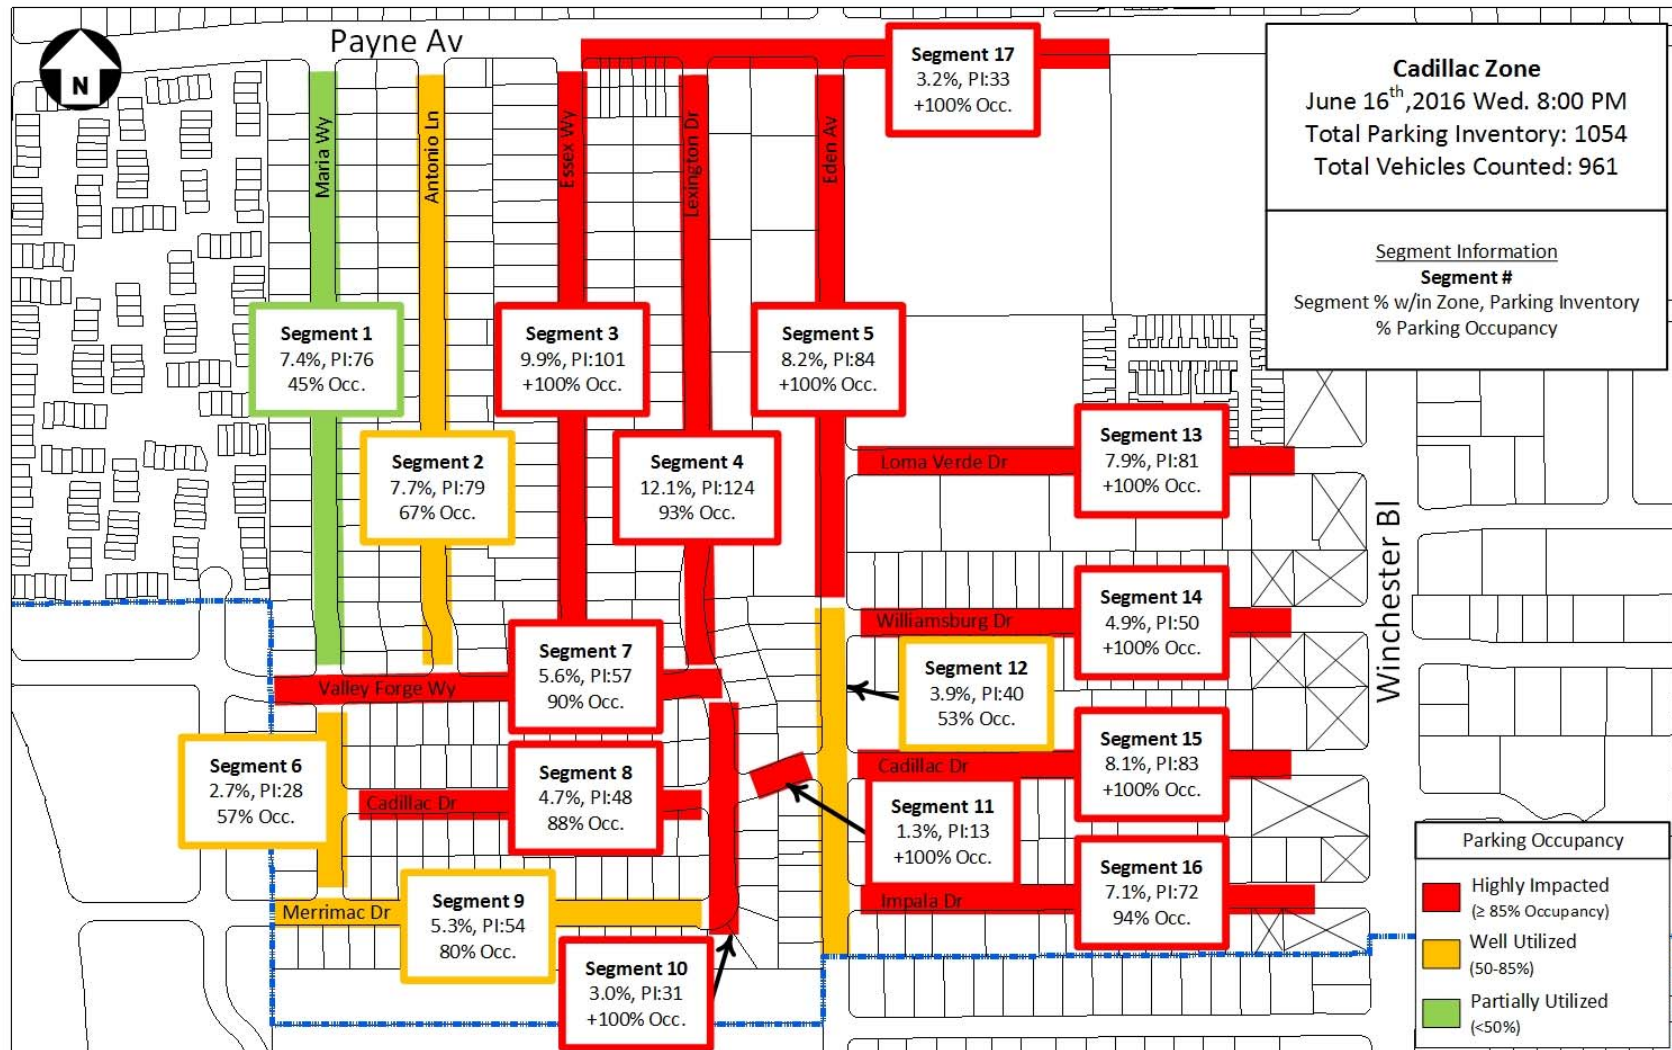 Payne Av
N
Segment 17
3.2%, PI:33
+100% Occ.
Cadillac Zone
June 16th,2016 Wed. 8:00 PM
Total Parking Inventory: 1054
Total Vehicles Counted: 961
Segment Information
Segment #
Segment % w/in Zone, Parking Inventory
% Parking Occupancy
Maria Wy
Antonio Ln
Essex Wy
Lexington Dr
Eden Av
Segment 1
7.4%, PI:76
45% Occ.
Segment 3
9.9%, PI:101
+100% Occ.
Segment 5
8.2%, PI:84
+100% Occ.
Segment 2
7.7%, PI:79
67% Occ.
Segment 4
12.1%, PI:124
93% Occ.
Loma Verde Dr
Segment 13
7.9%, PI:81
+100% Occ.
Winchester Bl
Williamsburg Dr
Segment 14
4.9%, PI:50
+100% Occ.
Valley Forge Wy
Segment 7
5.6%, PI:57
90% Occ.
Segment 12
3.9%, PI:40
53% Occ.
Segment 6
2.7%, PI:28
57% Occ.
Cadillac Dr
Segment 8
4.7%, PI:48
88% Occ.
Cadillac Dr
Segment 15
8.1%, PI:83
+100% Occ.
Segment 11
1.3%, PI:13
+100% Occ.
Merrimac Dr
Segment 9
5.3%, PI:54
80% Occ.
Impala Dr
Segment 16
7.1%, PI:72
94% Occ.
Segment 10
3.0%, PI:31
+100% Occ.
Parking Occupancy
Highly Impacted
(≥ 85% Occupancy)
Well Utilized
(50-85%)
Partially Utilized
(<50%)